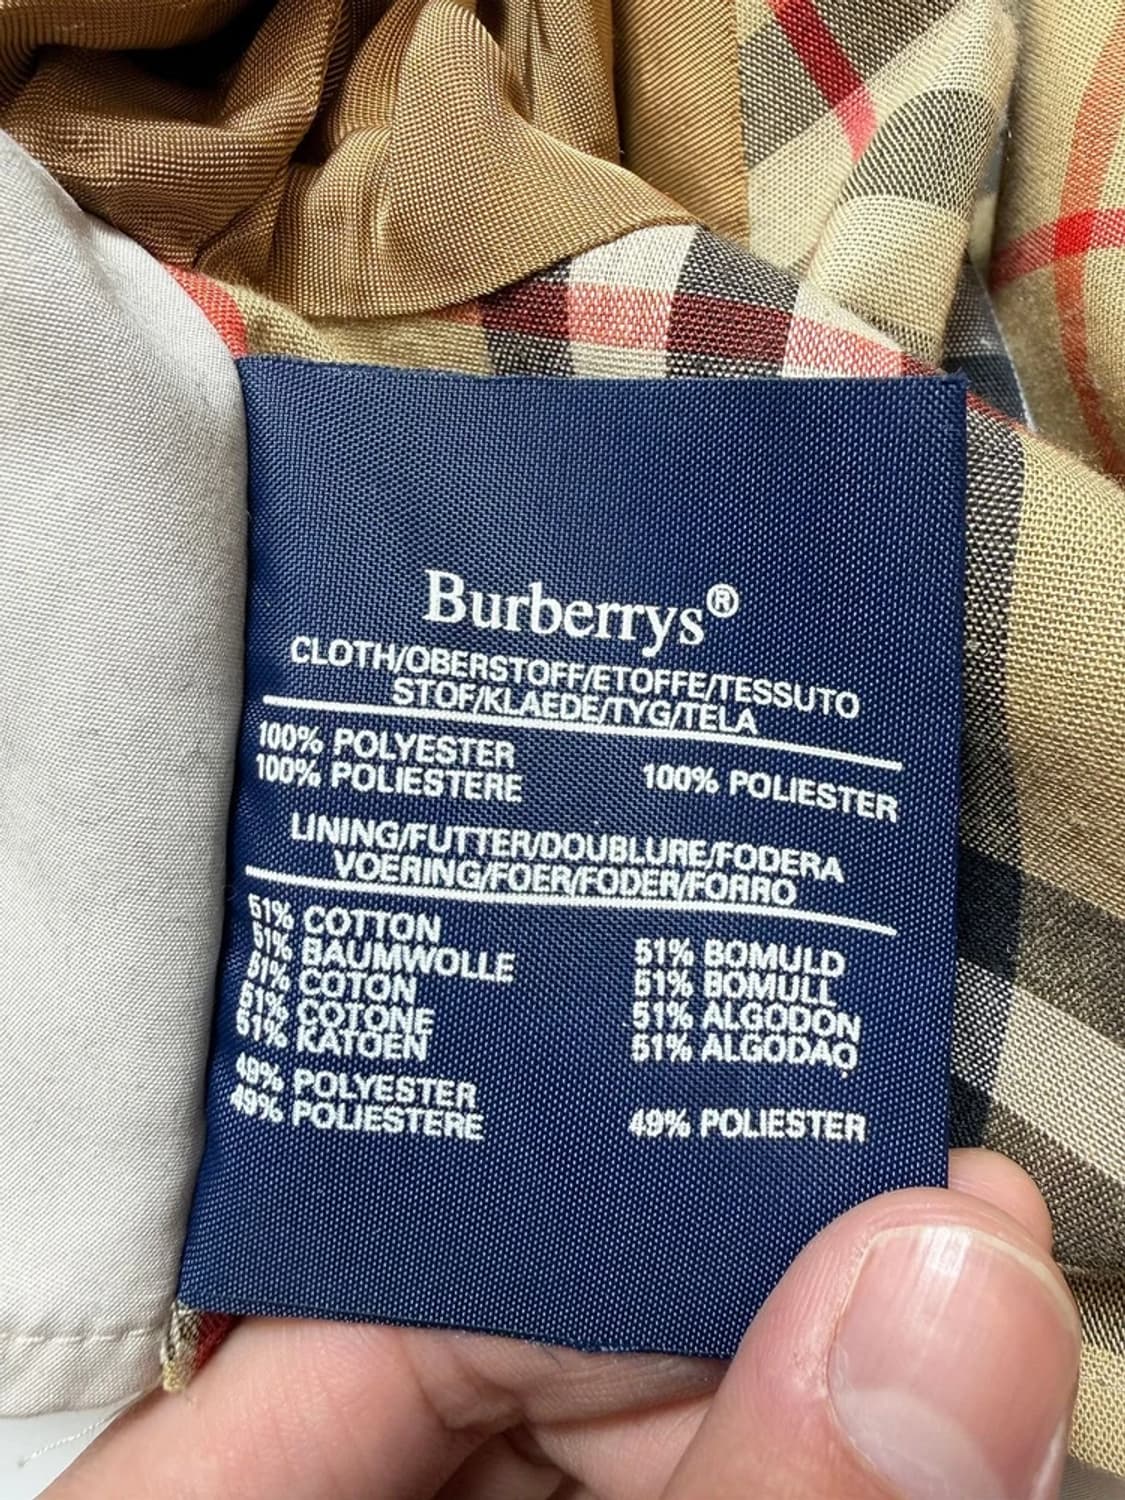 Burberrys®
CLOTH/OBERSTOFF/ETOFFE/TESSUTO
STOF/KLAEDE/TYG/TELA
100% POLYESTER
100% POLIESTERE
100% POLIESTER
LINING/FUTTER/DOUBLURE/FODERA
VOERING/FOER/FODER/FORRO
51% COTTON
51% BAUMWOLLE
51% COTON
51% COTONE
51% KATOEN
51% BOMULD
51% BOMULL
51% ALGODON
51% ALGODAO
49% POLYESTER
49% POLIESTERE
49% POLIESTER